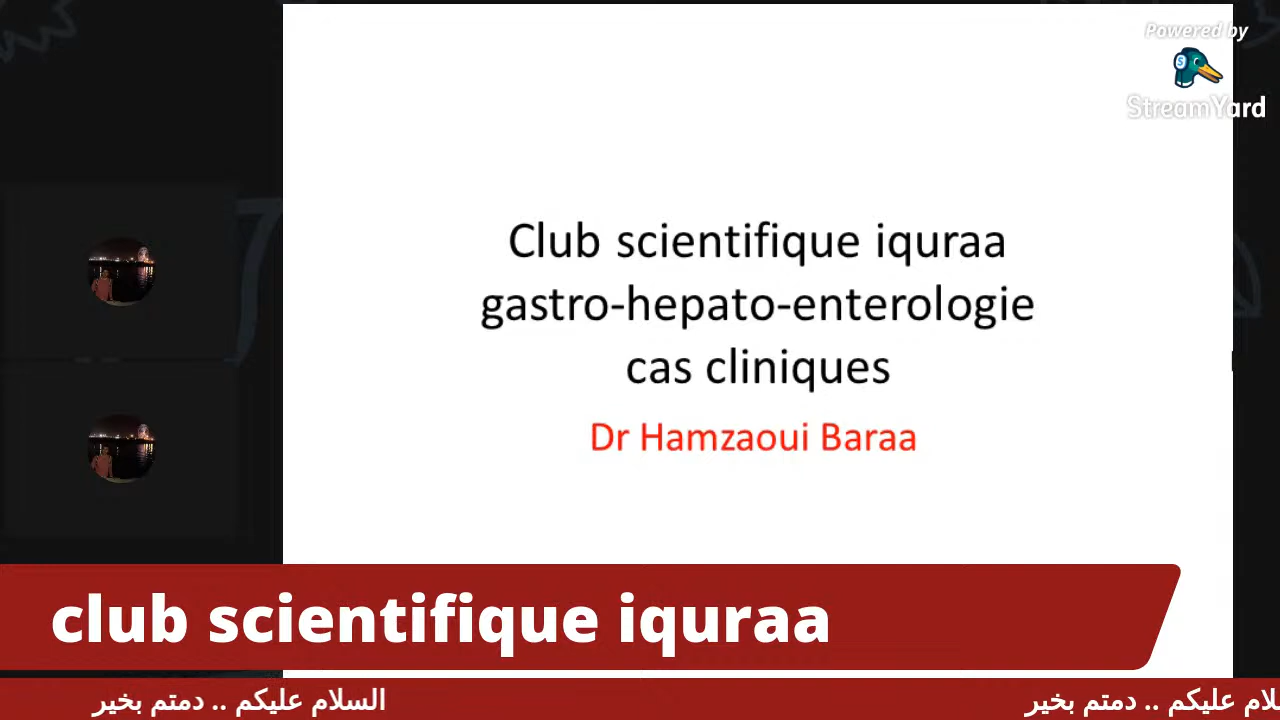 Powered by
StreamYard
Club scientifique iquraa
gastro-hepato-enterologie
cas cliniques
Dr Hamzaoui Baraa
club scientifique iquraa
السلام عليكم .. دمتم بخير
لام عليكم .. دمتم بخير